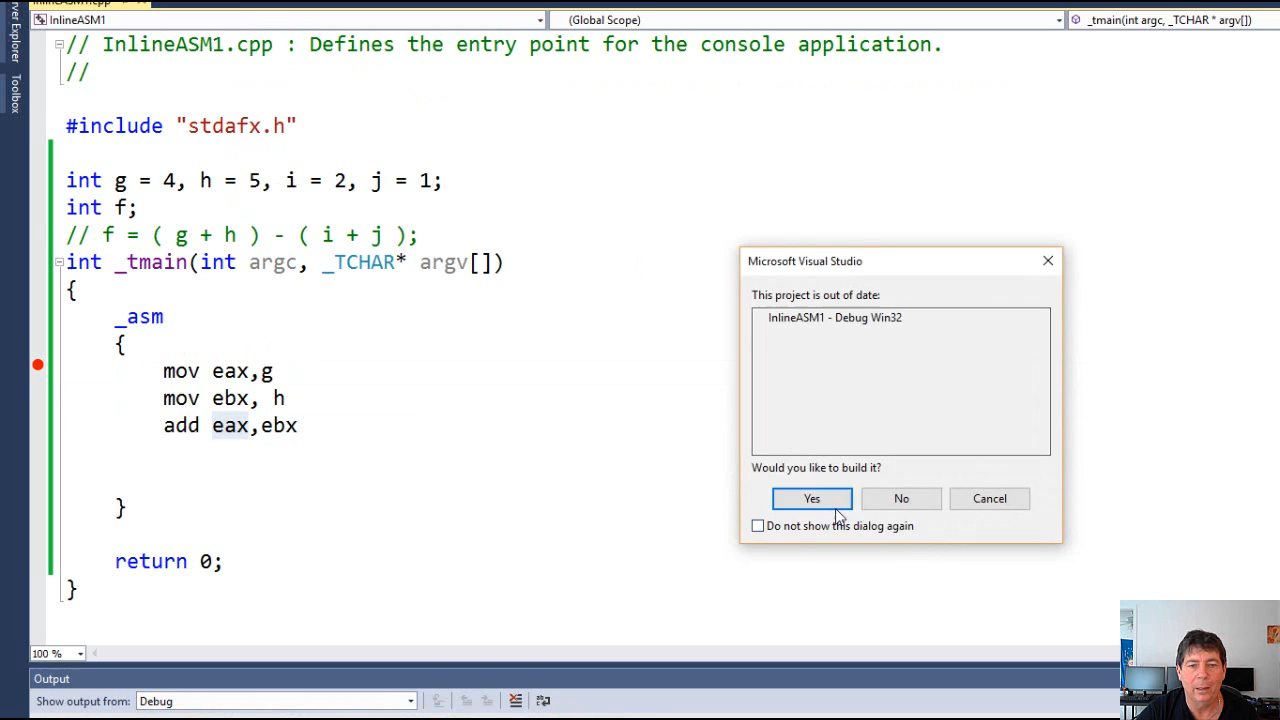 InlineASM1.cpp
Server Explorer
Toolbox
InlineASM1
(Global Scope)
_tmain(int argc, _TCHAR * argv[])
// InlineASM1.cpp : Defines the entry point for the console application.
//
#include "stdafx.h"
int g = 4, h = 5, i = 2, j = 1;
int f;
// f = ( g + h ) - ( i + j );
int _tmain(int argc, _TCHAR* argv[])
{
_asm
{
mov eax,g
mov ebx, h
add eax,ebx
}
return 0;
}
Microsoft Visual Studio
This project is out of date:
InlineASM1 - Debug Win32
Would you like to build it?
Yes
No
Cancel
Do not show this dialog again
100 %
Output
Show output from:
Debug